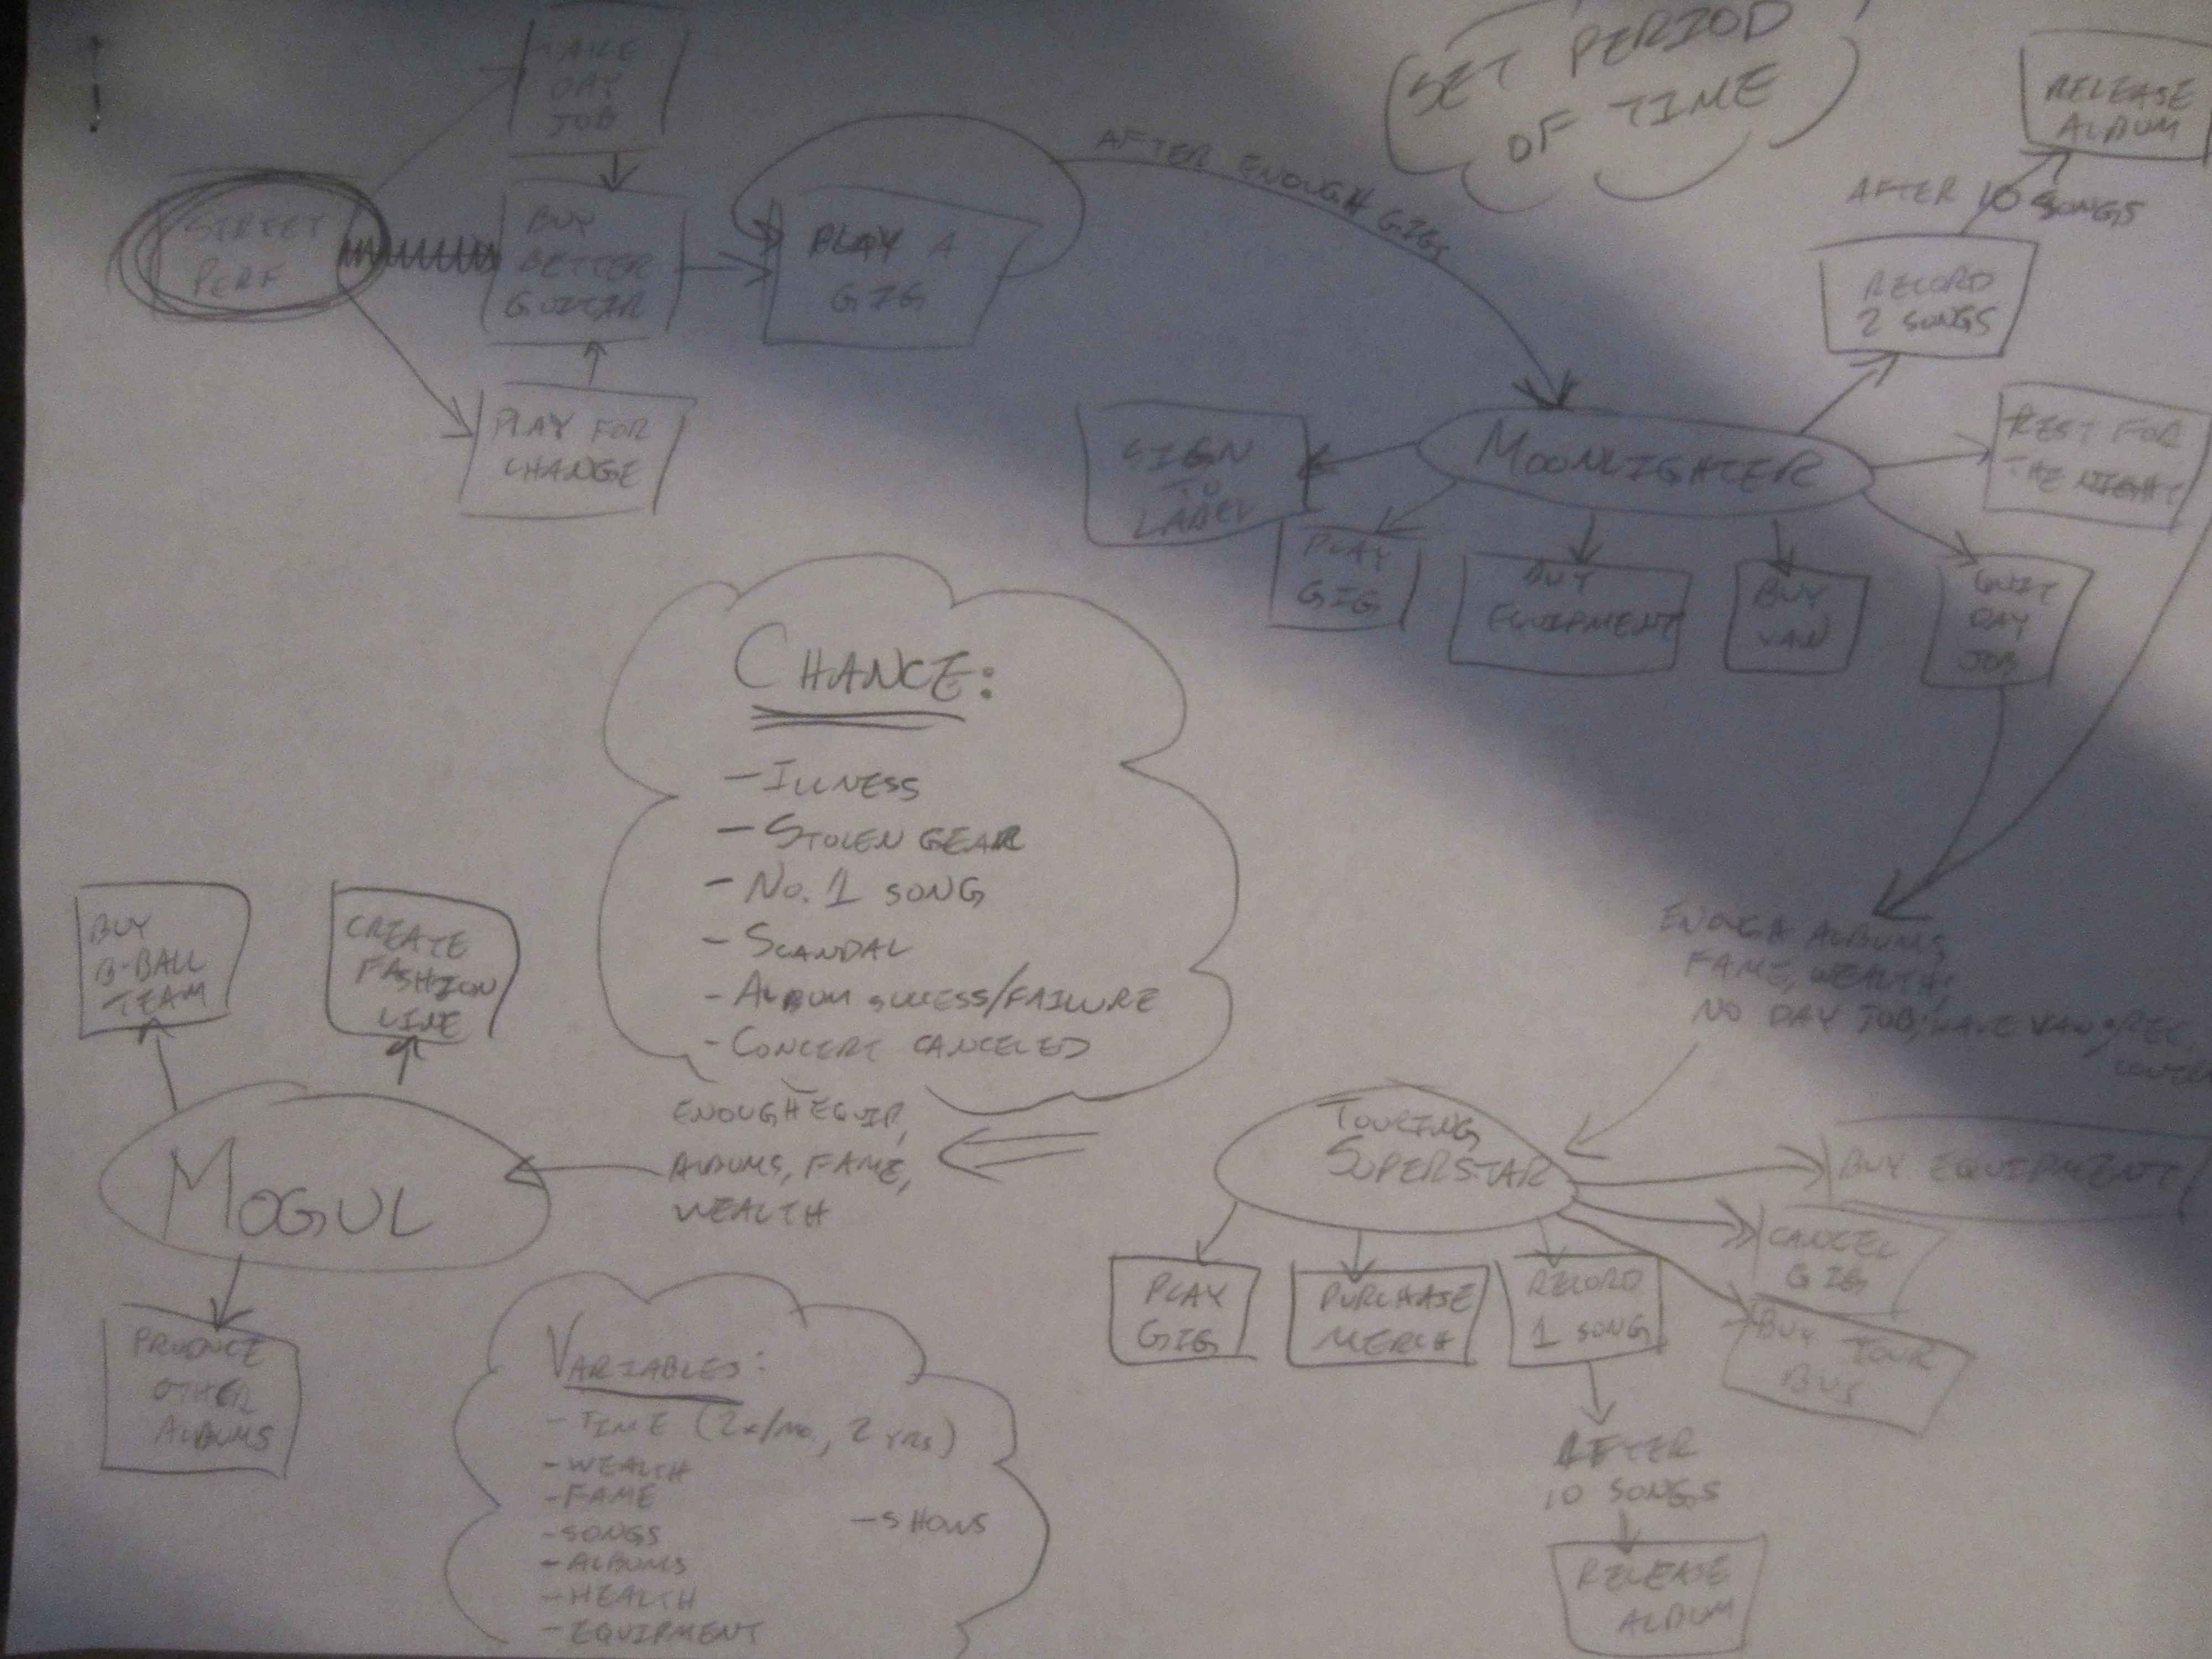 SET PERIOD
OF TIME
TAKE
DAY
JOB
STREET
PERF
BUY
BETTER
GUITAR
PLAY A
GIG
AFTER ENOUGH GIGS
PLAY FOR
CHANGE
RELEASE
ALBUM
AFTER 10 SONGS
RECORD
2 SONGS
MOONLIGHTER
REST FOR
THE NIGHT
SIGN
TO
LABEL
PLAY
GIG
BUY
EQUIPMENT
BUY
VAN
QUIT
DAY
JOB
CHANCE:
- ILLNESS
- STOLEN GEAR
- No. 1 SONG
- SCANDAL
- ALBUM SUCESS/FAILURE
- CONCERT CANCELED
ENOUGH ALBUMS,
FAME, WEALTH;
NO DAY JOB; HAVE VAN; REC
BUY
B-BALL
TEAM
CREATE
FASHION
LINE
MOGUL
ENOUGH EQUIP,
ALBUMS, FAME,
WEALTH
PRODUCE
OTHER
ALBUMS
TOURING
SUPERSTAR
BUY EQUIPMENT
CANCEL
GIG
BUY TOUR
BUS
PLAY
GIG
PURCHASE
MERCH
RECORD
1 SONG
AFTER
10 SONGS
RELEASE
ALBUM
VARIABLES:
- TIME (2x/mo., 2 YRS)
- WEALTH
- FAME
- SONGS
- SHOWS
- ALBUMS
- HEALTH
- EQUIPMENT